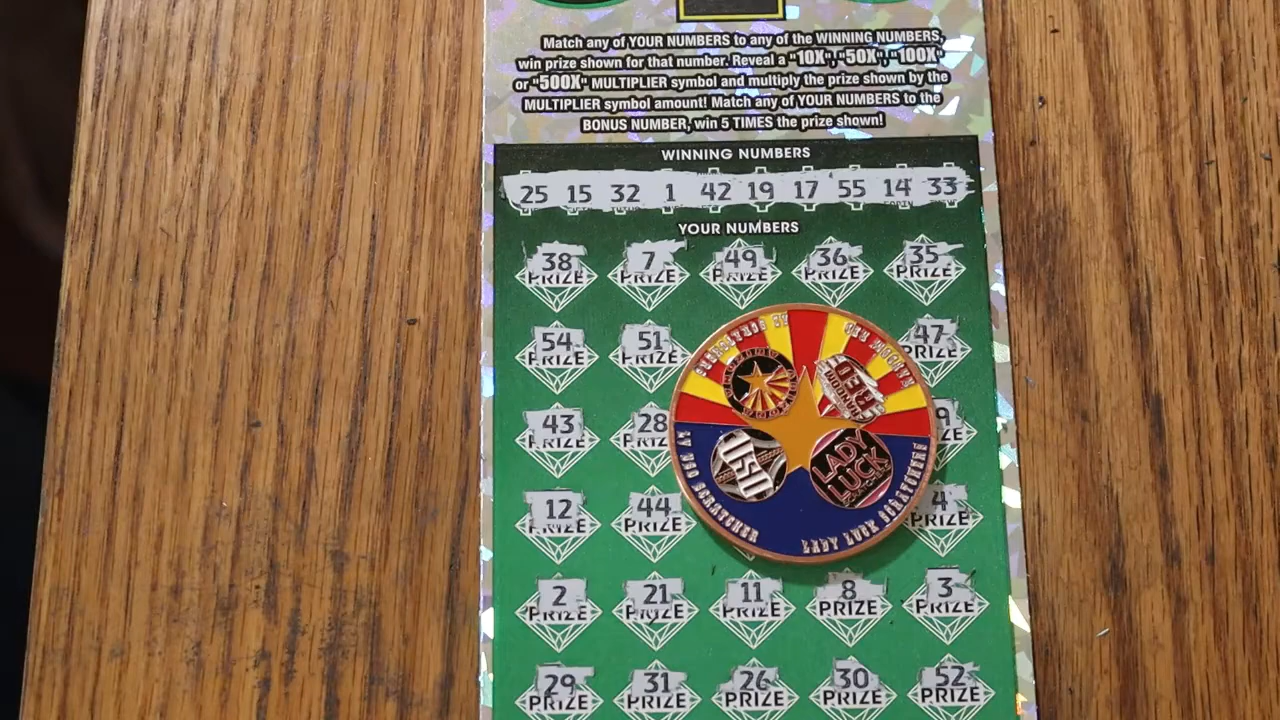 Match any of YOUR NUMBERS to any of the WINNING NUMBERS,
win prize shown for that number. Reveal a "10X", "50X", "100X"
or "500X" MULTIPLIER symbol and multiply the prize shown by the
MULTIPLIER symbol amount! Match any of YOUR NUMBERS to the
BONUS NUMBER, win 5 TIMES the prize shown!
WINNING NUMBERS
25 15 32 1 42 19 17 55 14 33
YOUR NUMBERS
38 7 49 36 35
PRIZE PRIZE PRIZE PRIZE PRIZE
54 51 47
PRIZE PRIZE PRIZE
43 28
PRIZE PRIZE
12 44 4
PRIZE PRIZE PRIZE
2 21 11 8 3
PRIZE PRIZE PRIZE PRIZE PRIZE
29 31 26 30 52
PRIZE PRIZE PRIZE PRIZE PRIZE
RED
LADY
LUCK
USO
LADY LUCK SCRATCHERS
SCRATCHER